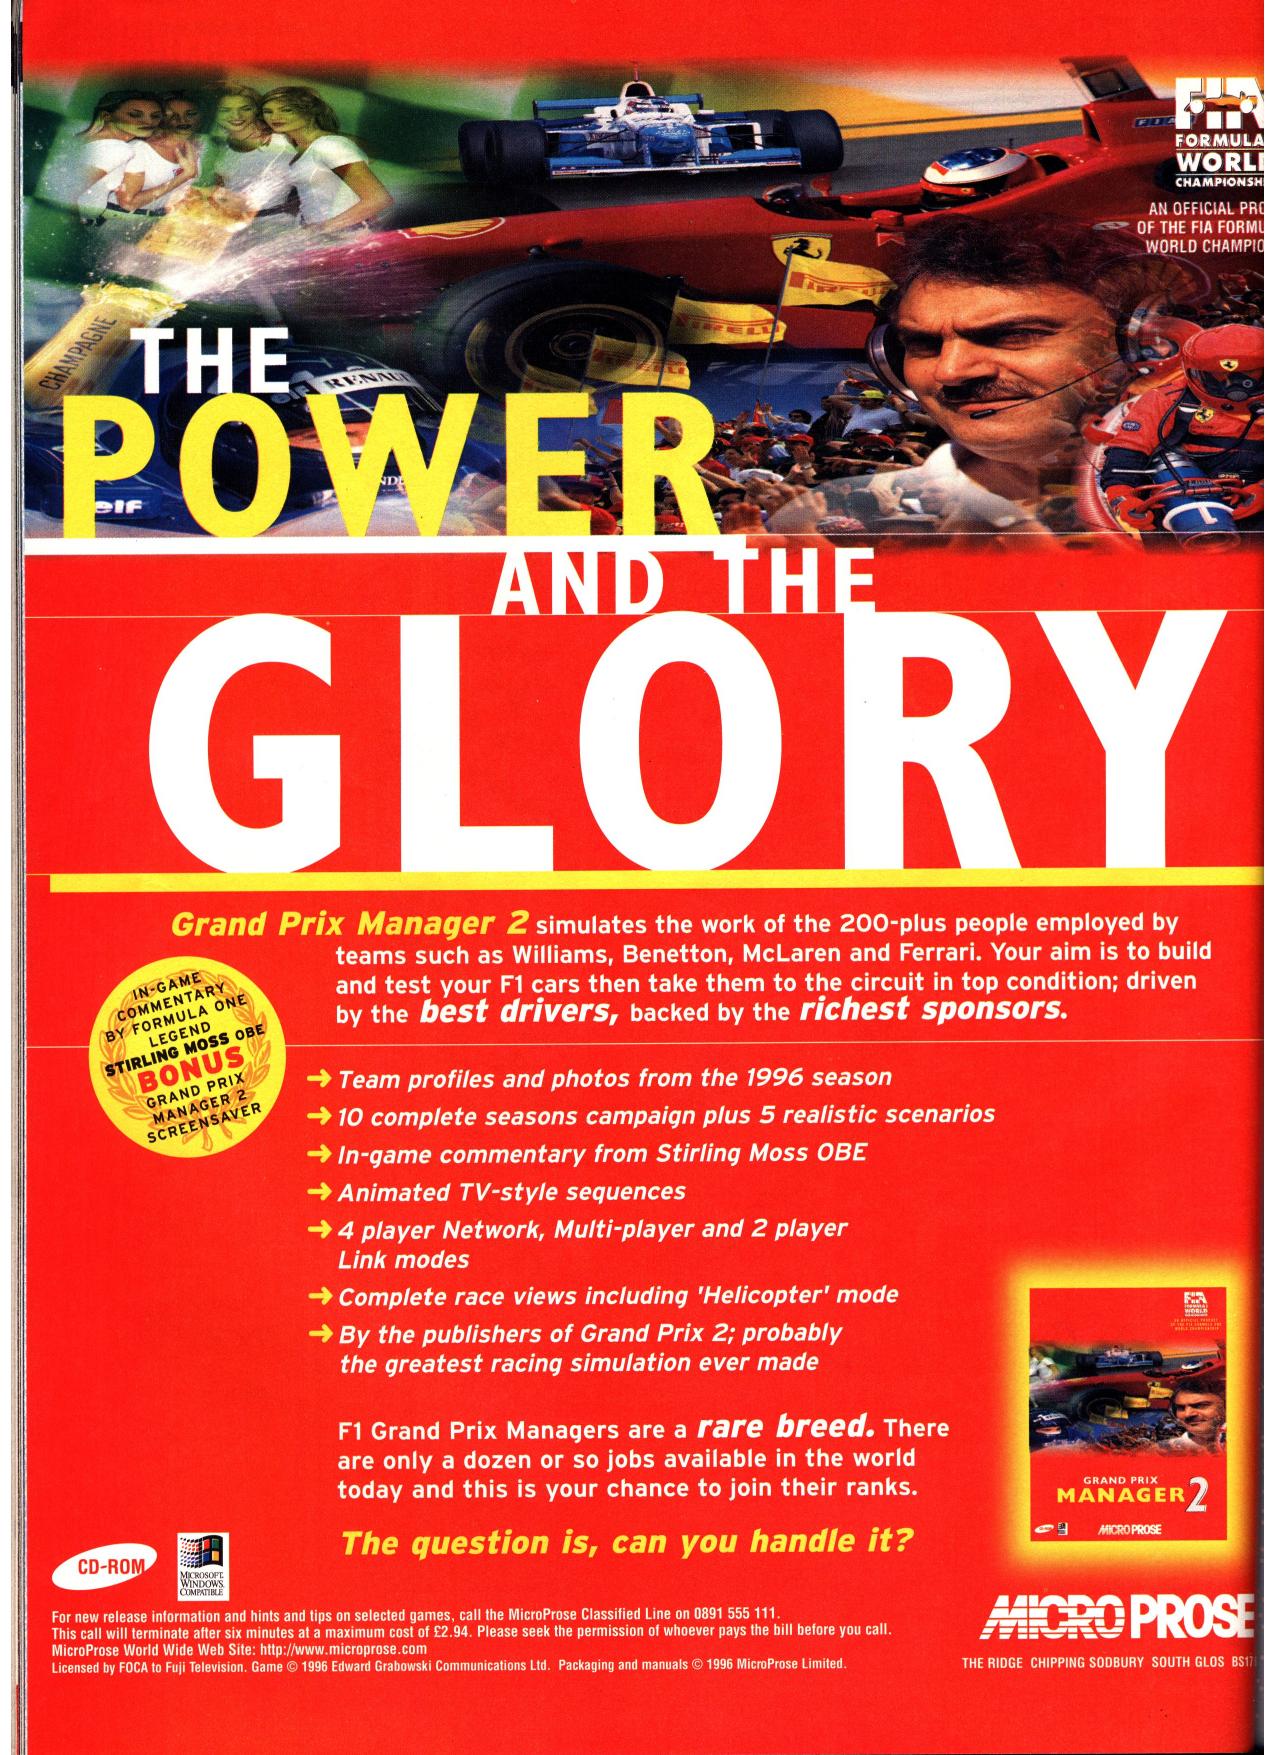 FIA
FORMULA
WORLD
CHAMPIONSHI
AN OFFICIAL PRO
OF THE FIA FORMU
WORLD CHAMPIO
FIA
PIRELLI
PIRELLI
CHAMPAGNE
elf RENAULT
elf
THE
POWER
AND THE
GLORY
Grand Prix Manager 2 simulates the work of the 200-plus people employed by
teams such as Williams, Benetton, McLaren and Ferrari. Your aim is to build
and test your F1 cars then take them to the circuit in top condition; driven
by the best drivers, backed by the richest sponsors.
IN-GAME
COMMENTARY
BY FORMULA ONE
LEGEND
STIRLING MOSS OBE
BONUS
GRAND PRIX
MANAGER 2
SCREENSAVER
→ Team profiles and photos from the 1996 season
→ 10 complete seasons campaign plus 5 realistic scenarios
→ In-game commentary from Stirling Moss OBE
→ Animated TV-style sequences
→ 4 player Network, Multi-player and 2 player
Link modes
→ Complete race views including 'Helicopter' mode
→ By the publishers of Grand Prix 2; probably
the greatest racing simulation ever made
F1 Grand Prix Managers are a rare breed. There
are only a dozen or so jobs available in the world
today and this is your chance to join their ranks.
The question is, can you handle it?
FIA
FORMULA 1
WORLD
GRAND PRIX
MANAGER 2
MICROPROSE
CD-ROM
MICROSOFT
WINDOWS
COMPATIBLE
For new release information and hints and tips on selected games, call the MicroProse Classified Line on 0891 555 111.
This call will terminate after six minutes at a maximum cost of £2.94. Please seek the permission of whoever pays the bill before you call.
MicroProse World Wide Web Site: http://www.microprose.com
Licensed by FOCA to Fuji Television. Game © 1996 Edward Grabowski Communications Ltd. Packaging and manuals © 1996 MicroProse Limited.
MICROPROSE
THE RIDGE CHIPPING SODBURY SOUTH GLOS BS17